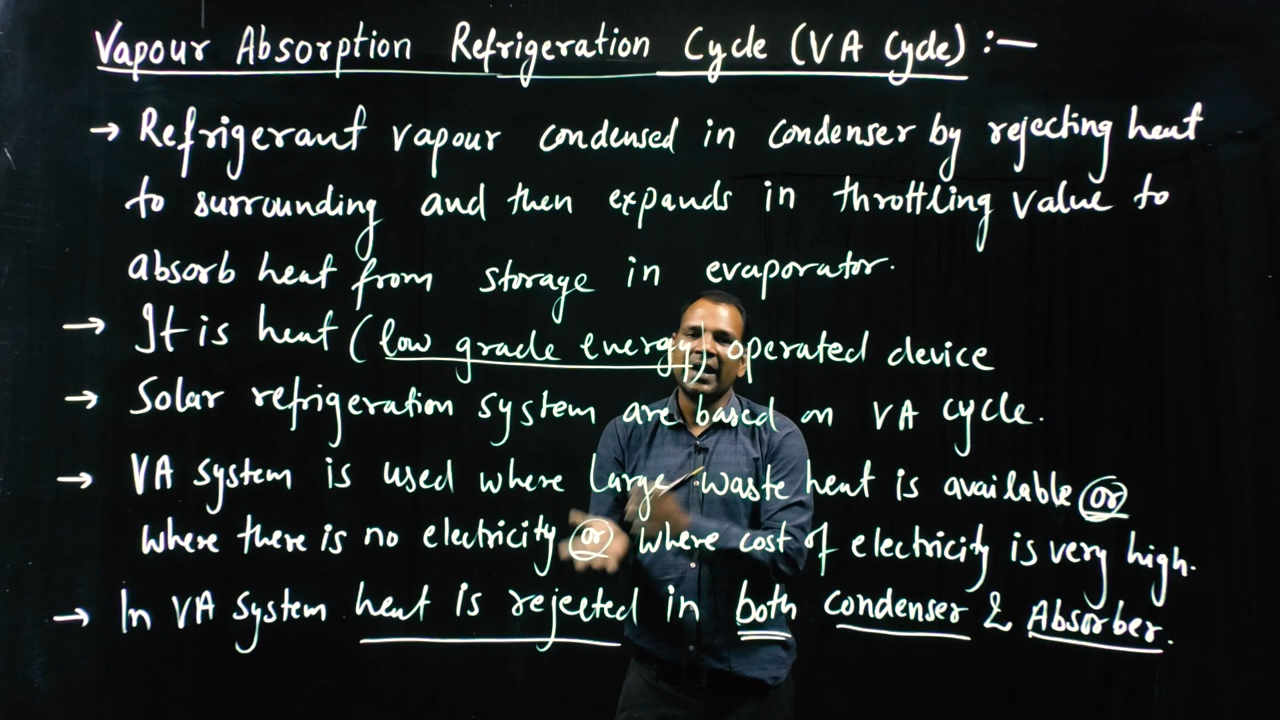 Vapour Absorption Refrigeration Cycle (VA Cycle) :—
→ Refrigerant vapour condensed in condenser by rejecting heat
to surrounding and then expands in throttling value to
absorb heat from storage in evaporator.
→ It is heat (low grade energy) operated device
→ Solar refrigeration system are based on VA cycle.
→ VA system is used where large waste heat is available or
where there is no electricity or where cost of electricity is very high.
→ In VA system heat is rejected in both condenser & Absorber.